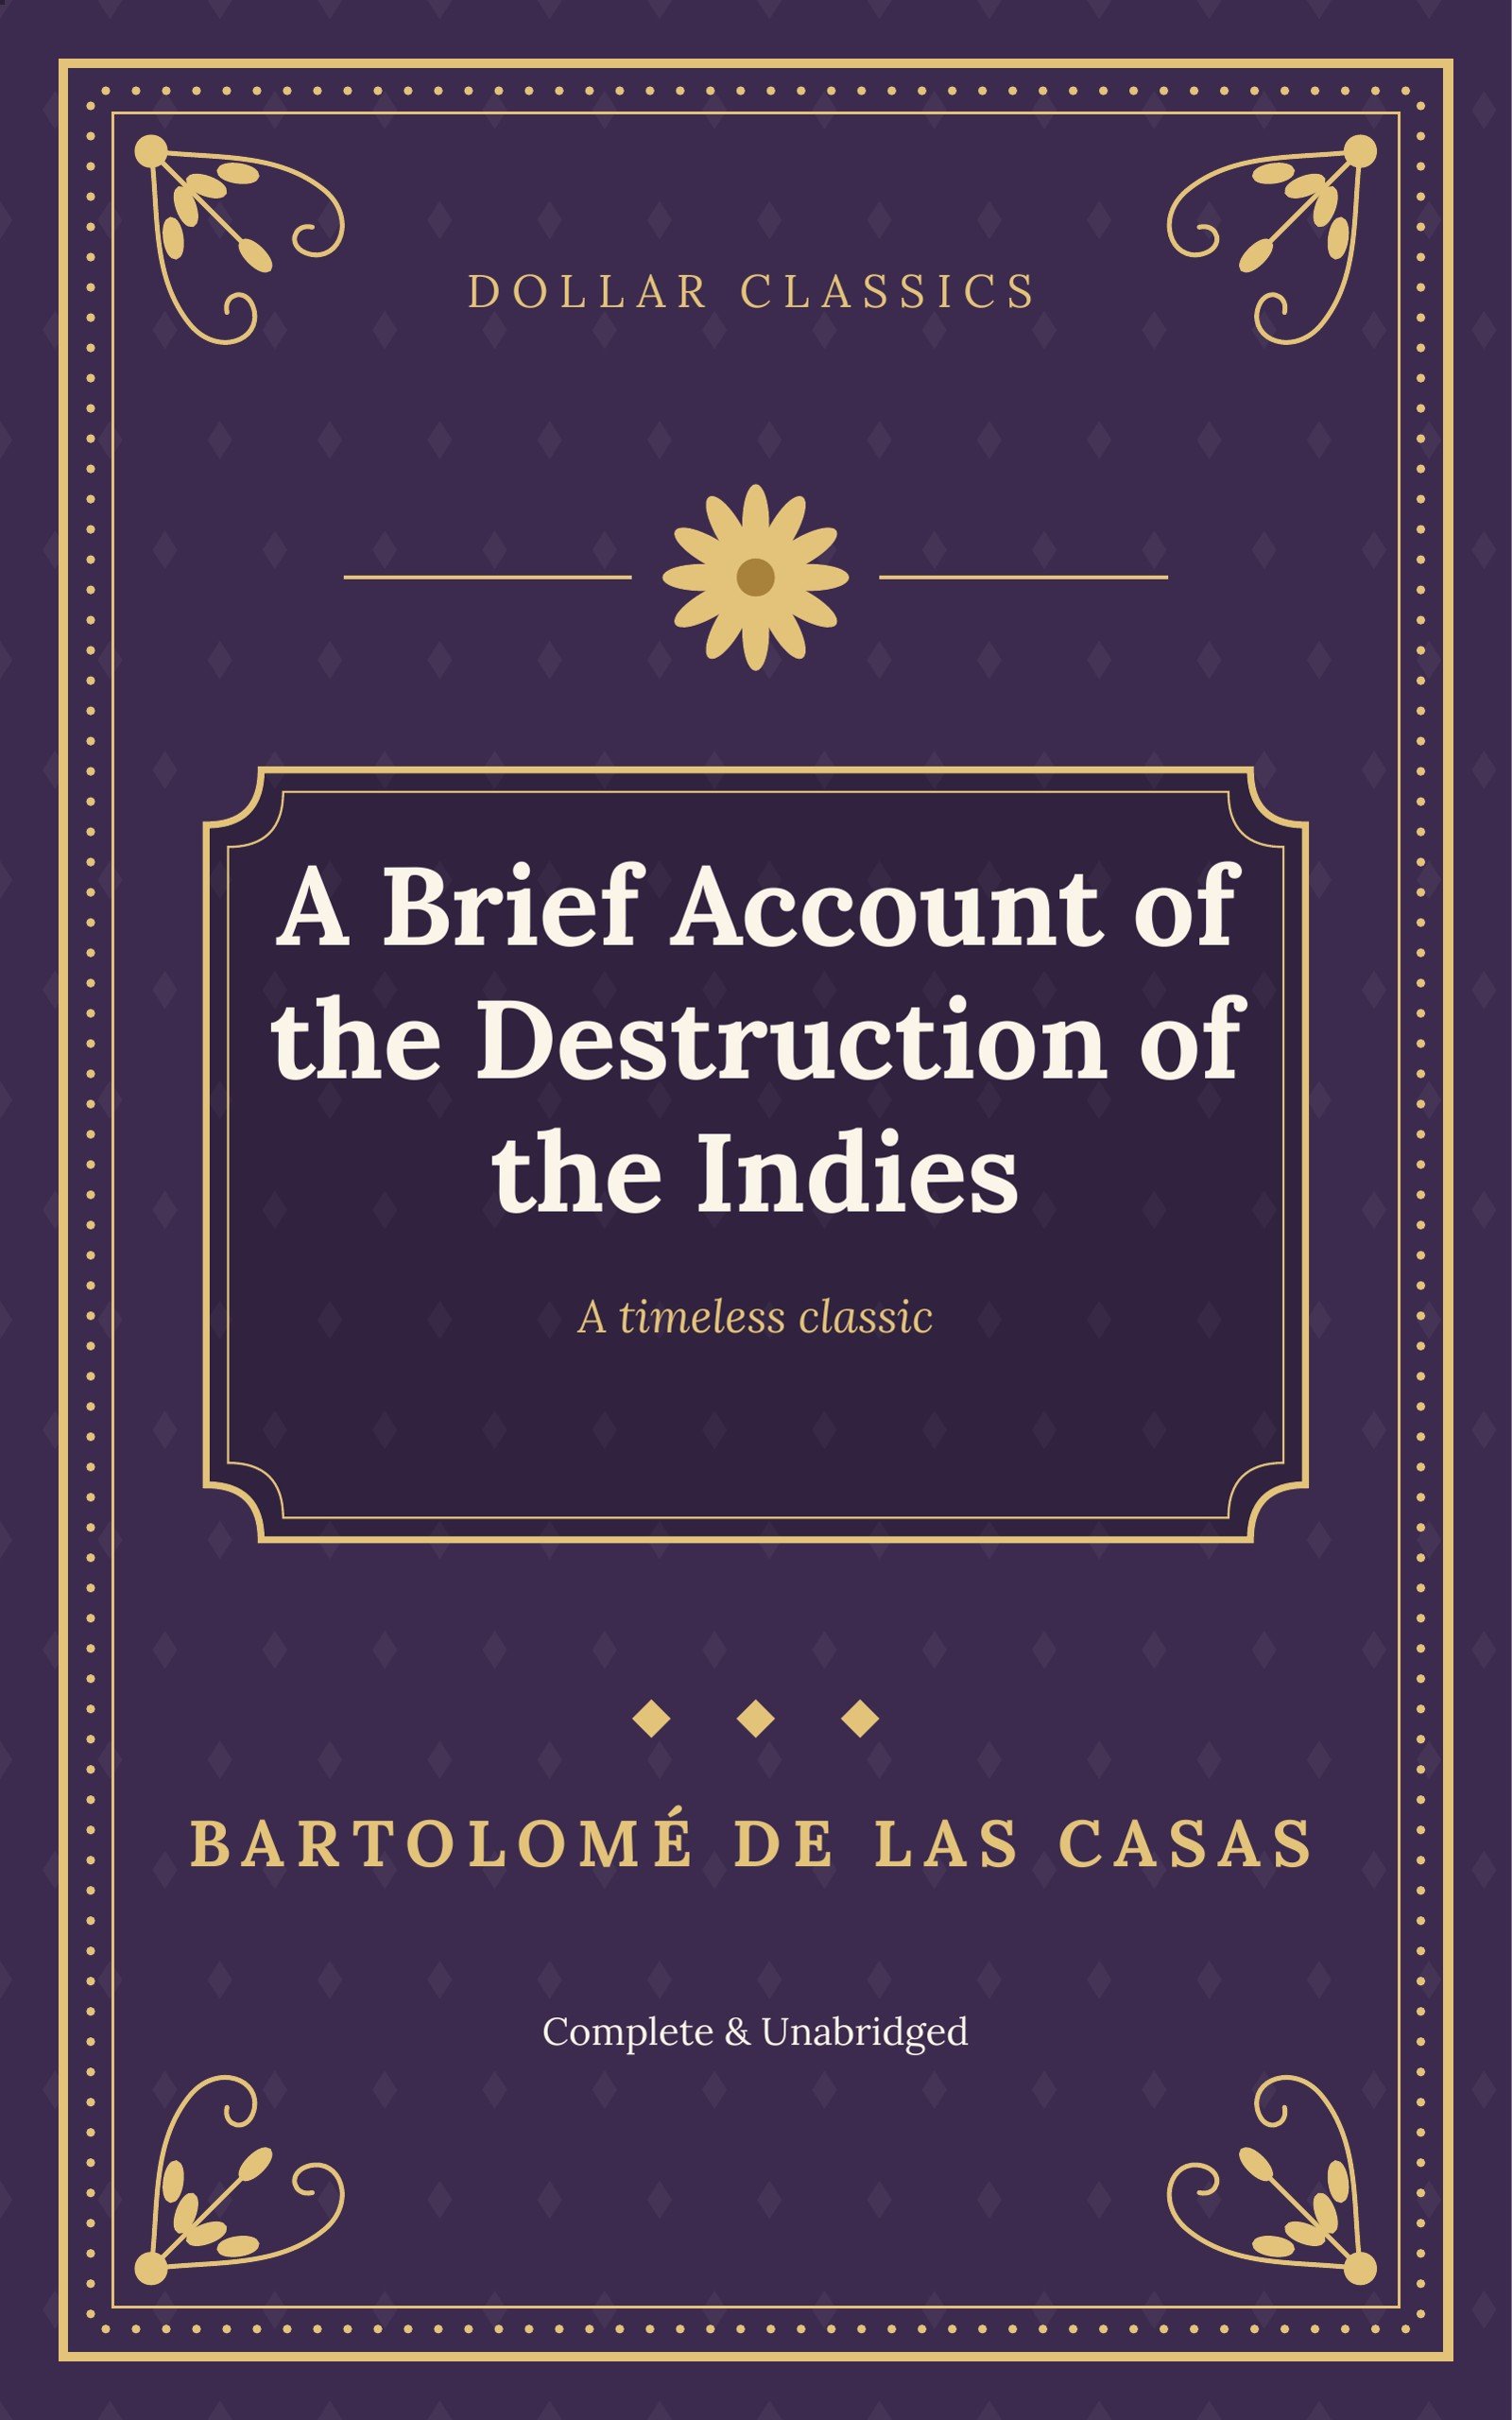 DOLLAR CLASSICS
A Brief Account of
the Destruction of
the Indies
A timeless classic
BARTOLOMÉ DE LAS CASAS
Complete & Unabridged